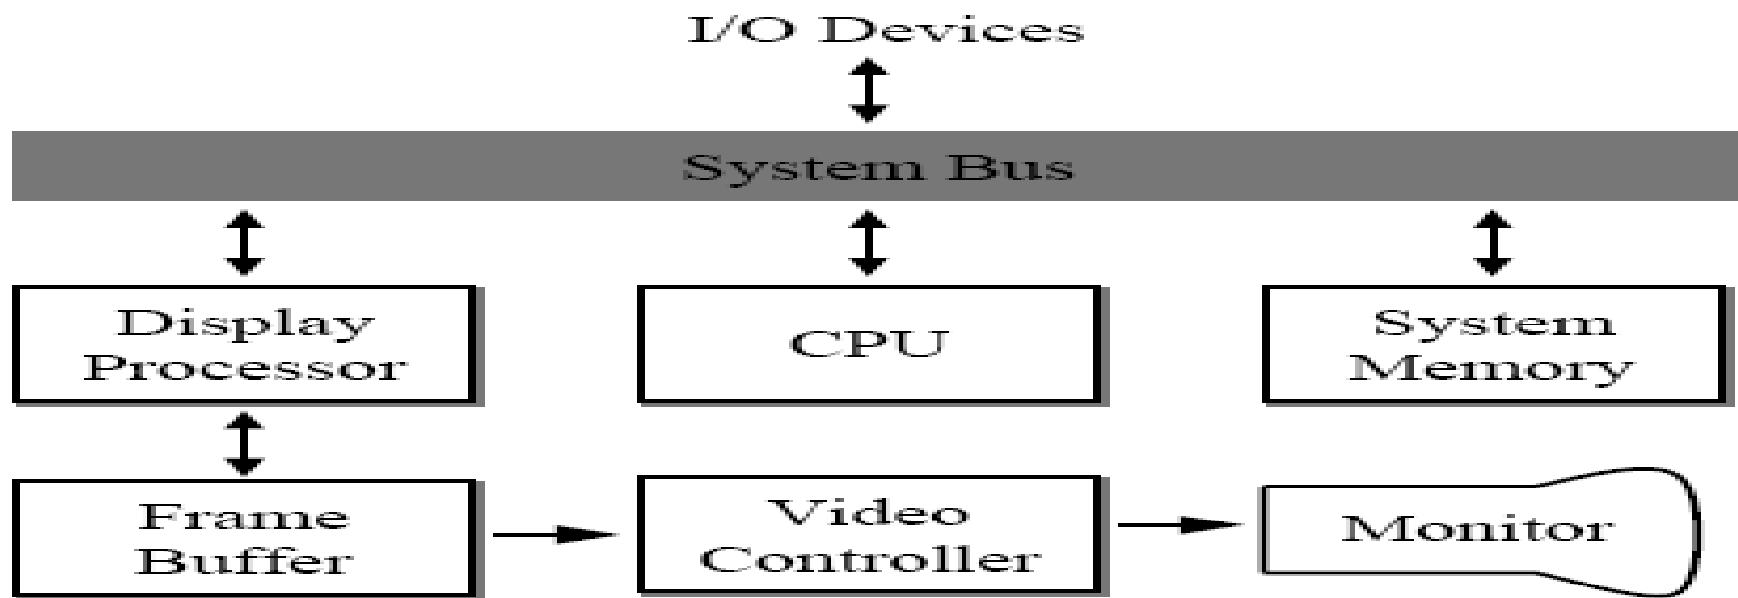 I/O Devices
System Bus
Display
Processor
CPU
System
Memory
Frame
Buffer
Video
Controller
Monitor